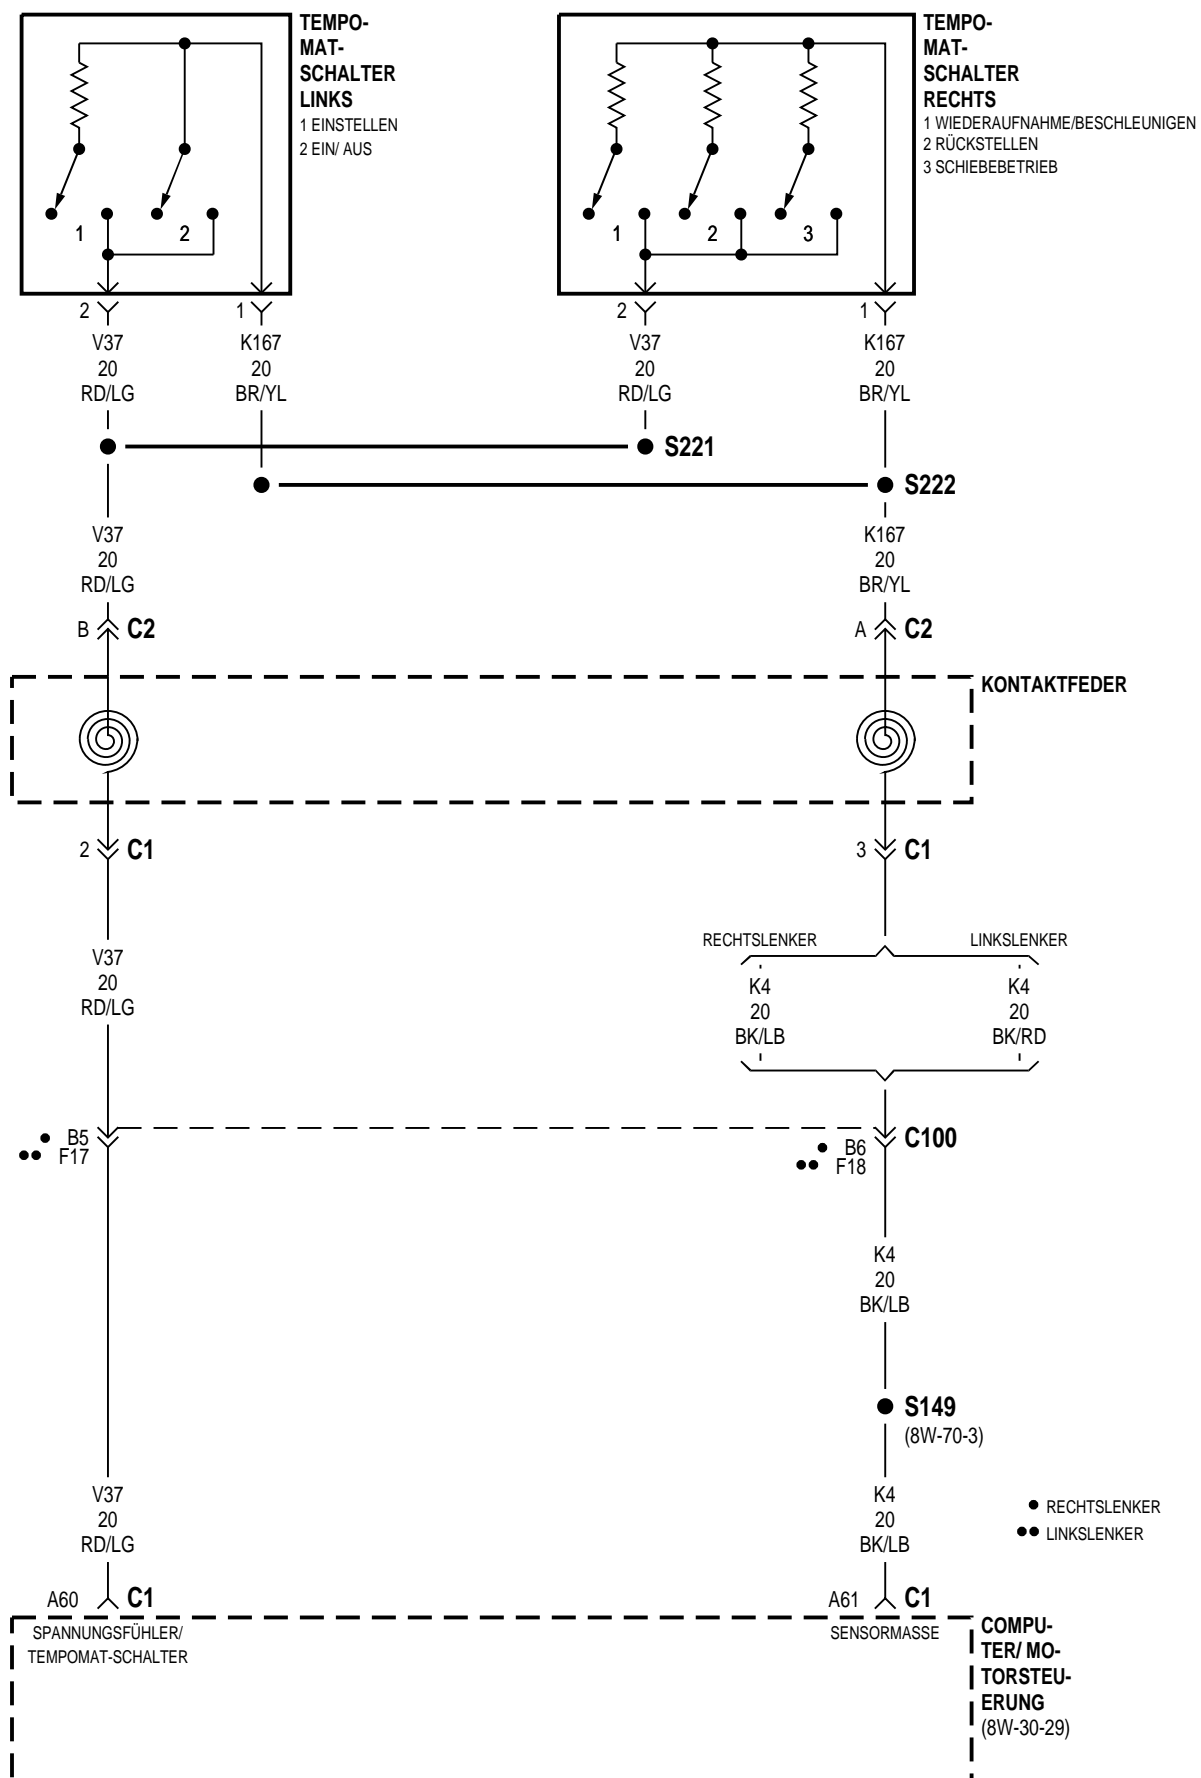 TEMPO-
MAT-
SCHALTER
LINKS
1 EINSTELLEN
2 EIN/ AUS
TEMPO-
MAT-
SCHALTER
RECHTS
1 WIEDERAUFNAHME/BESCHLEUNIGEN
2 RÜCKSTELLEN
3 SCHIEBEBETRIEB
1 2
1 2 3
2 1 2 1
V37 K167 V37 K167
20 20 20 20
RD/LG BR/YL RD/LG BR/YL
S221
S222
V37 K167
20 20
RD/LG BR/YL
B C2 A C2
KONTAKTFEDER
2 C1 3 C1
RECHTSLENKER LINKSLENKER
V37
20
RD/LG
K4 K4
20 20
BK/LB BK/RD
B5
F17
B6
F18
C100
K4
20
BK/LB
S149
(8W-70-3)
V37 K4
20 20
RD/LG BK/LB
RECHTSLENKER
LINKSLENKER
A60 C1 A61 C1
SPANNUNGSFÜHLER/
TEMPOMAT-SCHALTER
SENSORMASSE
COMPU-
TER/ MO-
TORSTEU-
ERUNG
(8W-30-29)